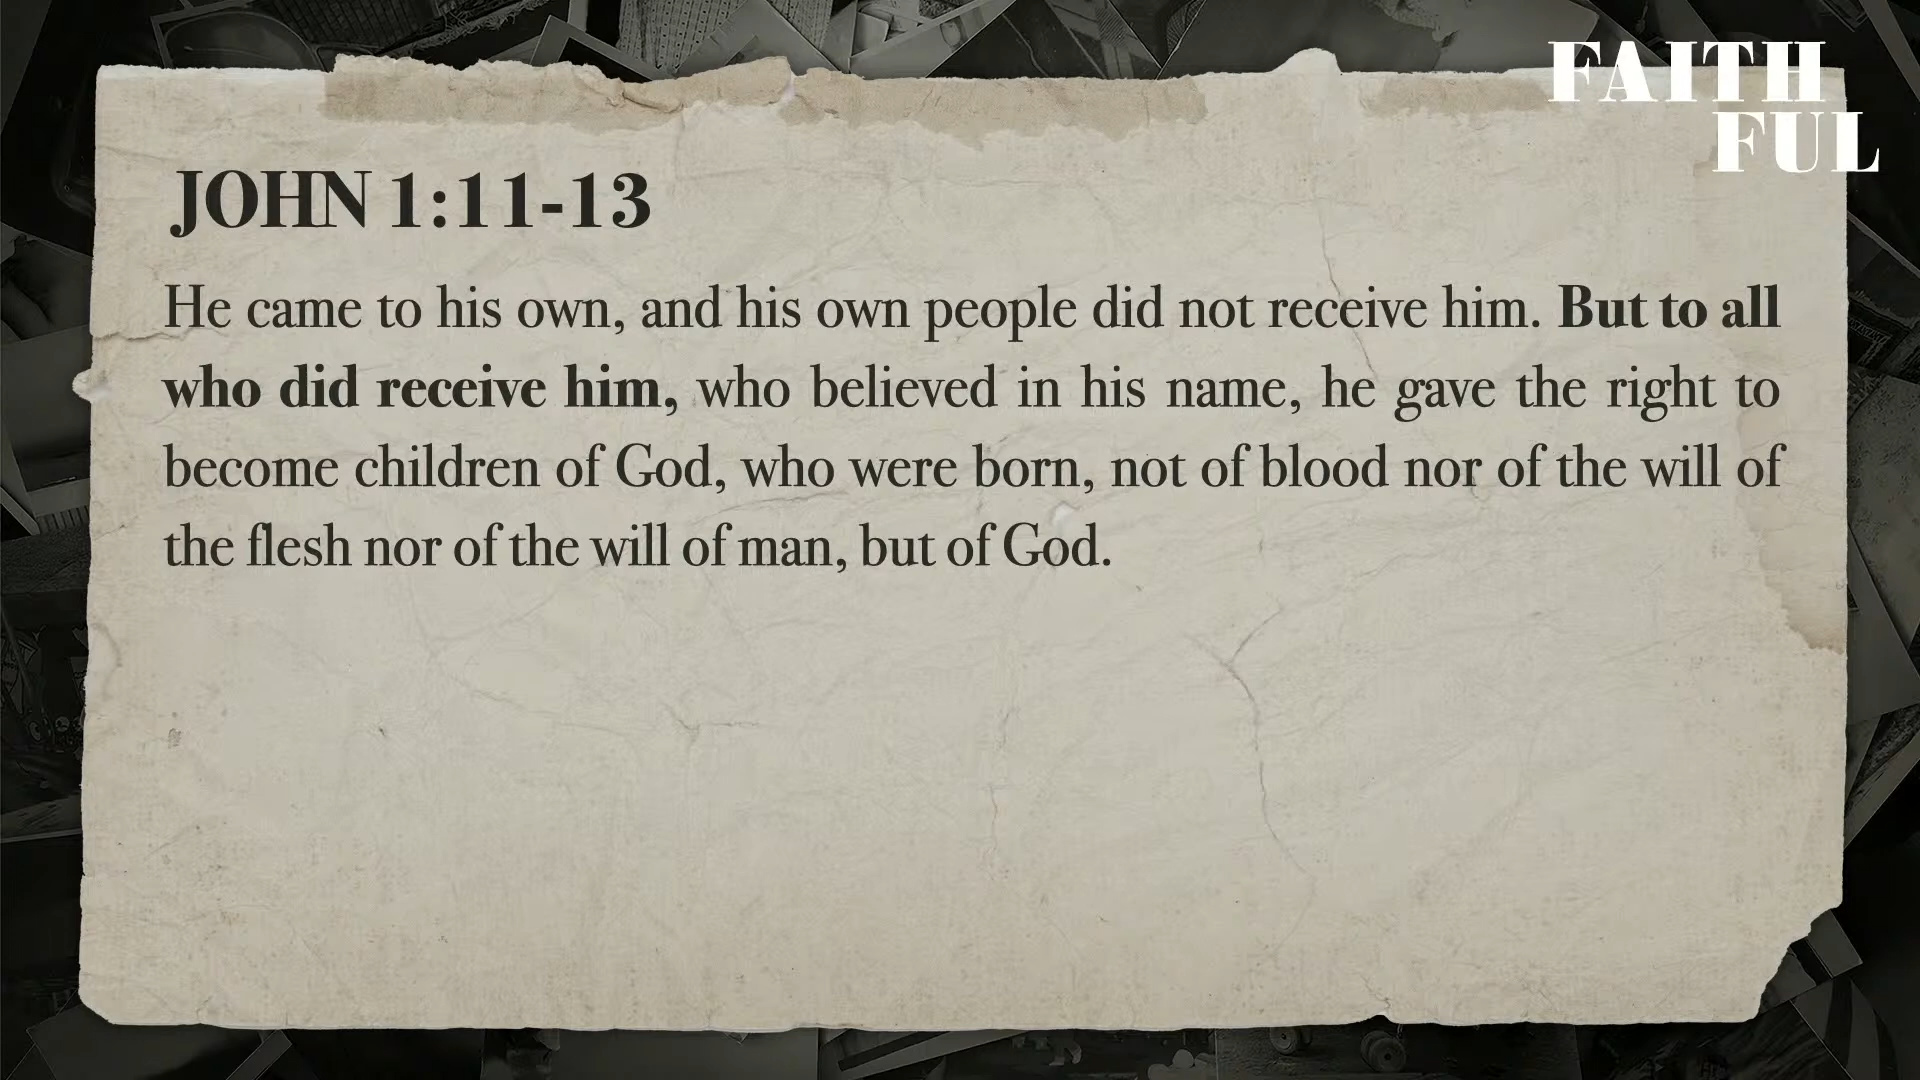 FAITH
FUL
JOHN 1:11-13
He came to his own, and his own people did not receive him. But to all
who did receive him, who believed in his name, he gave the right to
become children of God, who were born, not of blood nor of the will of
the flesh nor of the will of man, but of God.